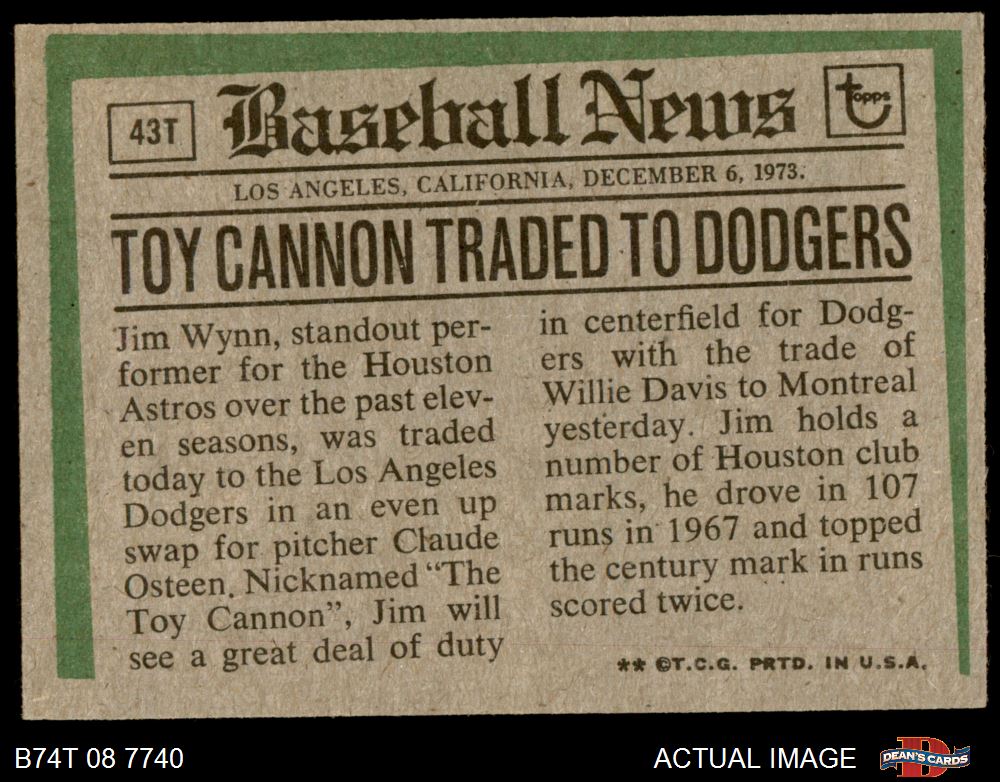 43T
Baseball News
topps
LOS ANGELES, CALIFORNIA, DECEMBER 6, 1973.
TOY CANNON TRADED TO DODGERS
Jim Wynn, standout per-
former for the Houston
Astros over the past elev-
en seasons, was traded
today to the Los Angeles
Dodgers in an even up
swap for pitcher Claude
Osteen. Nicknamed “The
Toy Cannon”, Jim will
see a great deal of duty
in centerfield for Dodg-
ers with the trade of
Willie Davis to Montreal
yesterday. Jim holds a
number of Houston club
marks, he drove in 107
runs in 1967 and topped
the century mark in runs
scored twice.
** ©T.C.G. PRTD. IN U.S.A.
B74T 08 7740
ACTUAL IMAGE
D
DEAN'S CARDS